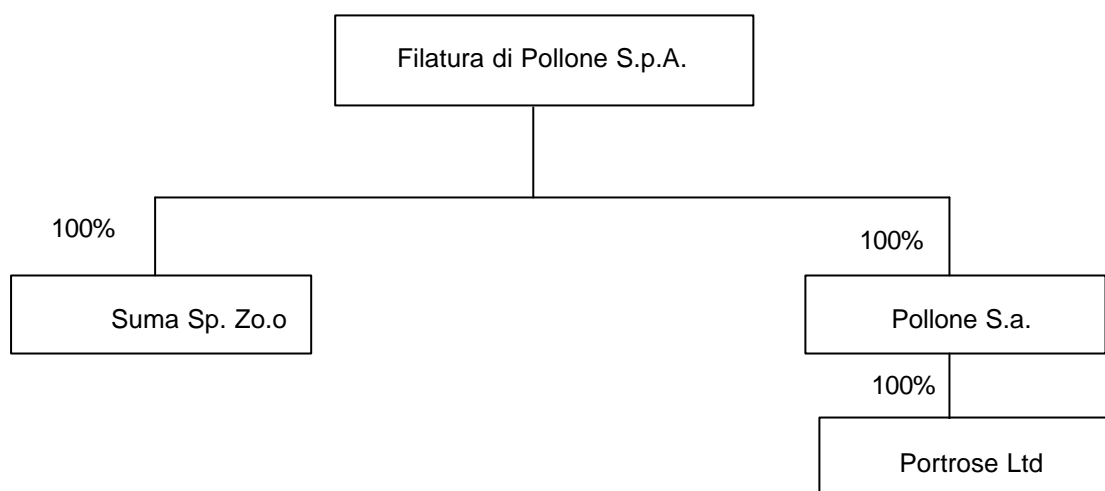 Filatura di Pollone S.p.A.
100%
100%
Suma Sp. Zo.o
Pollone S.a.
100%
Portrose Ltd